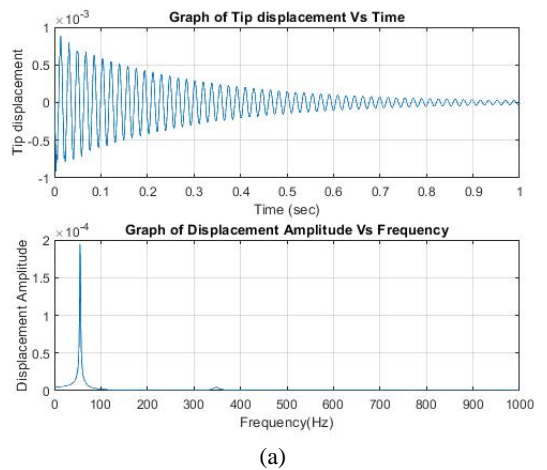 ×10⁻³
Graph of Tip displacement Vs Time
1
0.5
0
-0.5
-1
Tip displacement
0 0.1 0.2 0.3 0.4 0.5 0.6 0.7 0.8 0.9 1
Time (sec)
×10⁻⁴
Graph of Displacement Amplitude Vs Frequency
2
1.5
1
0.5
0
Displacement Amplitude
0 100 200 300 400 500 600 700 800 900 1000
Frequency(Hz)
(a)